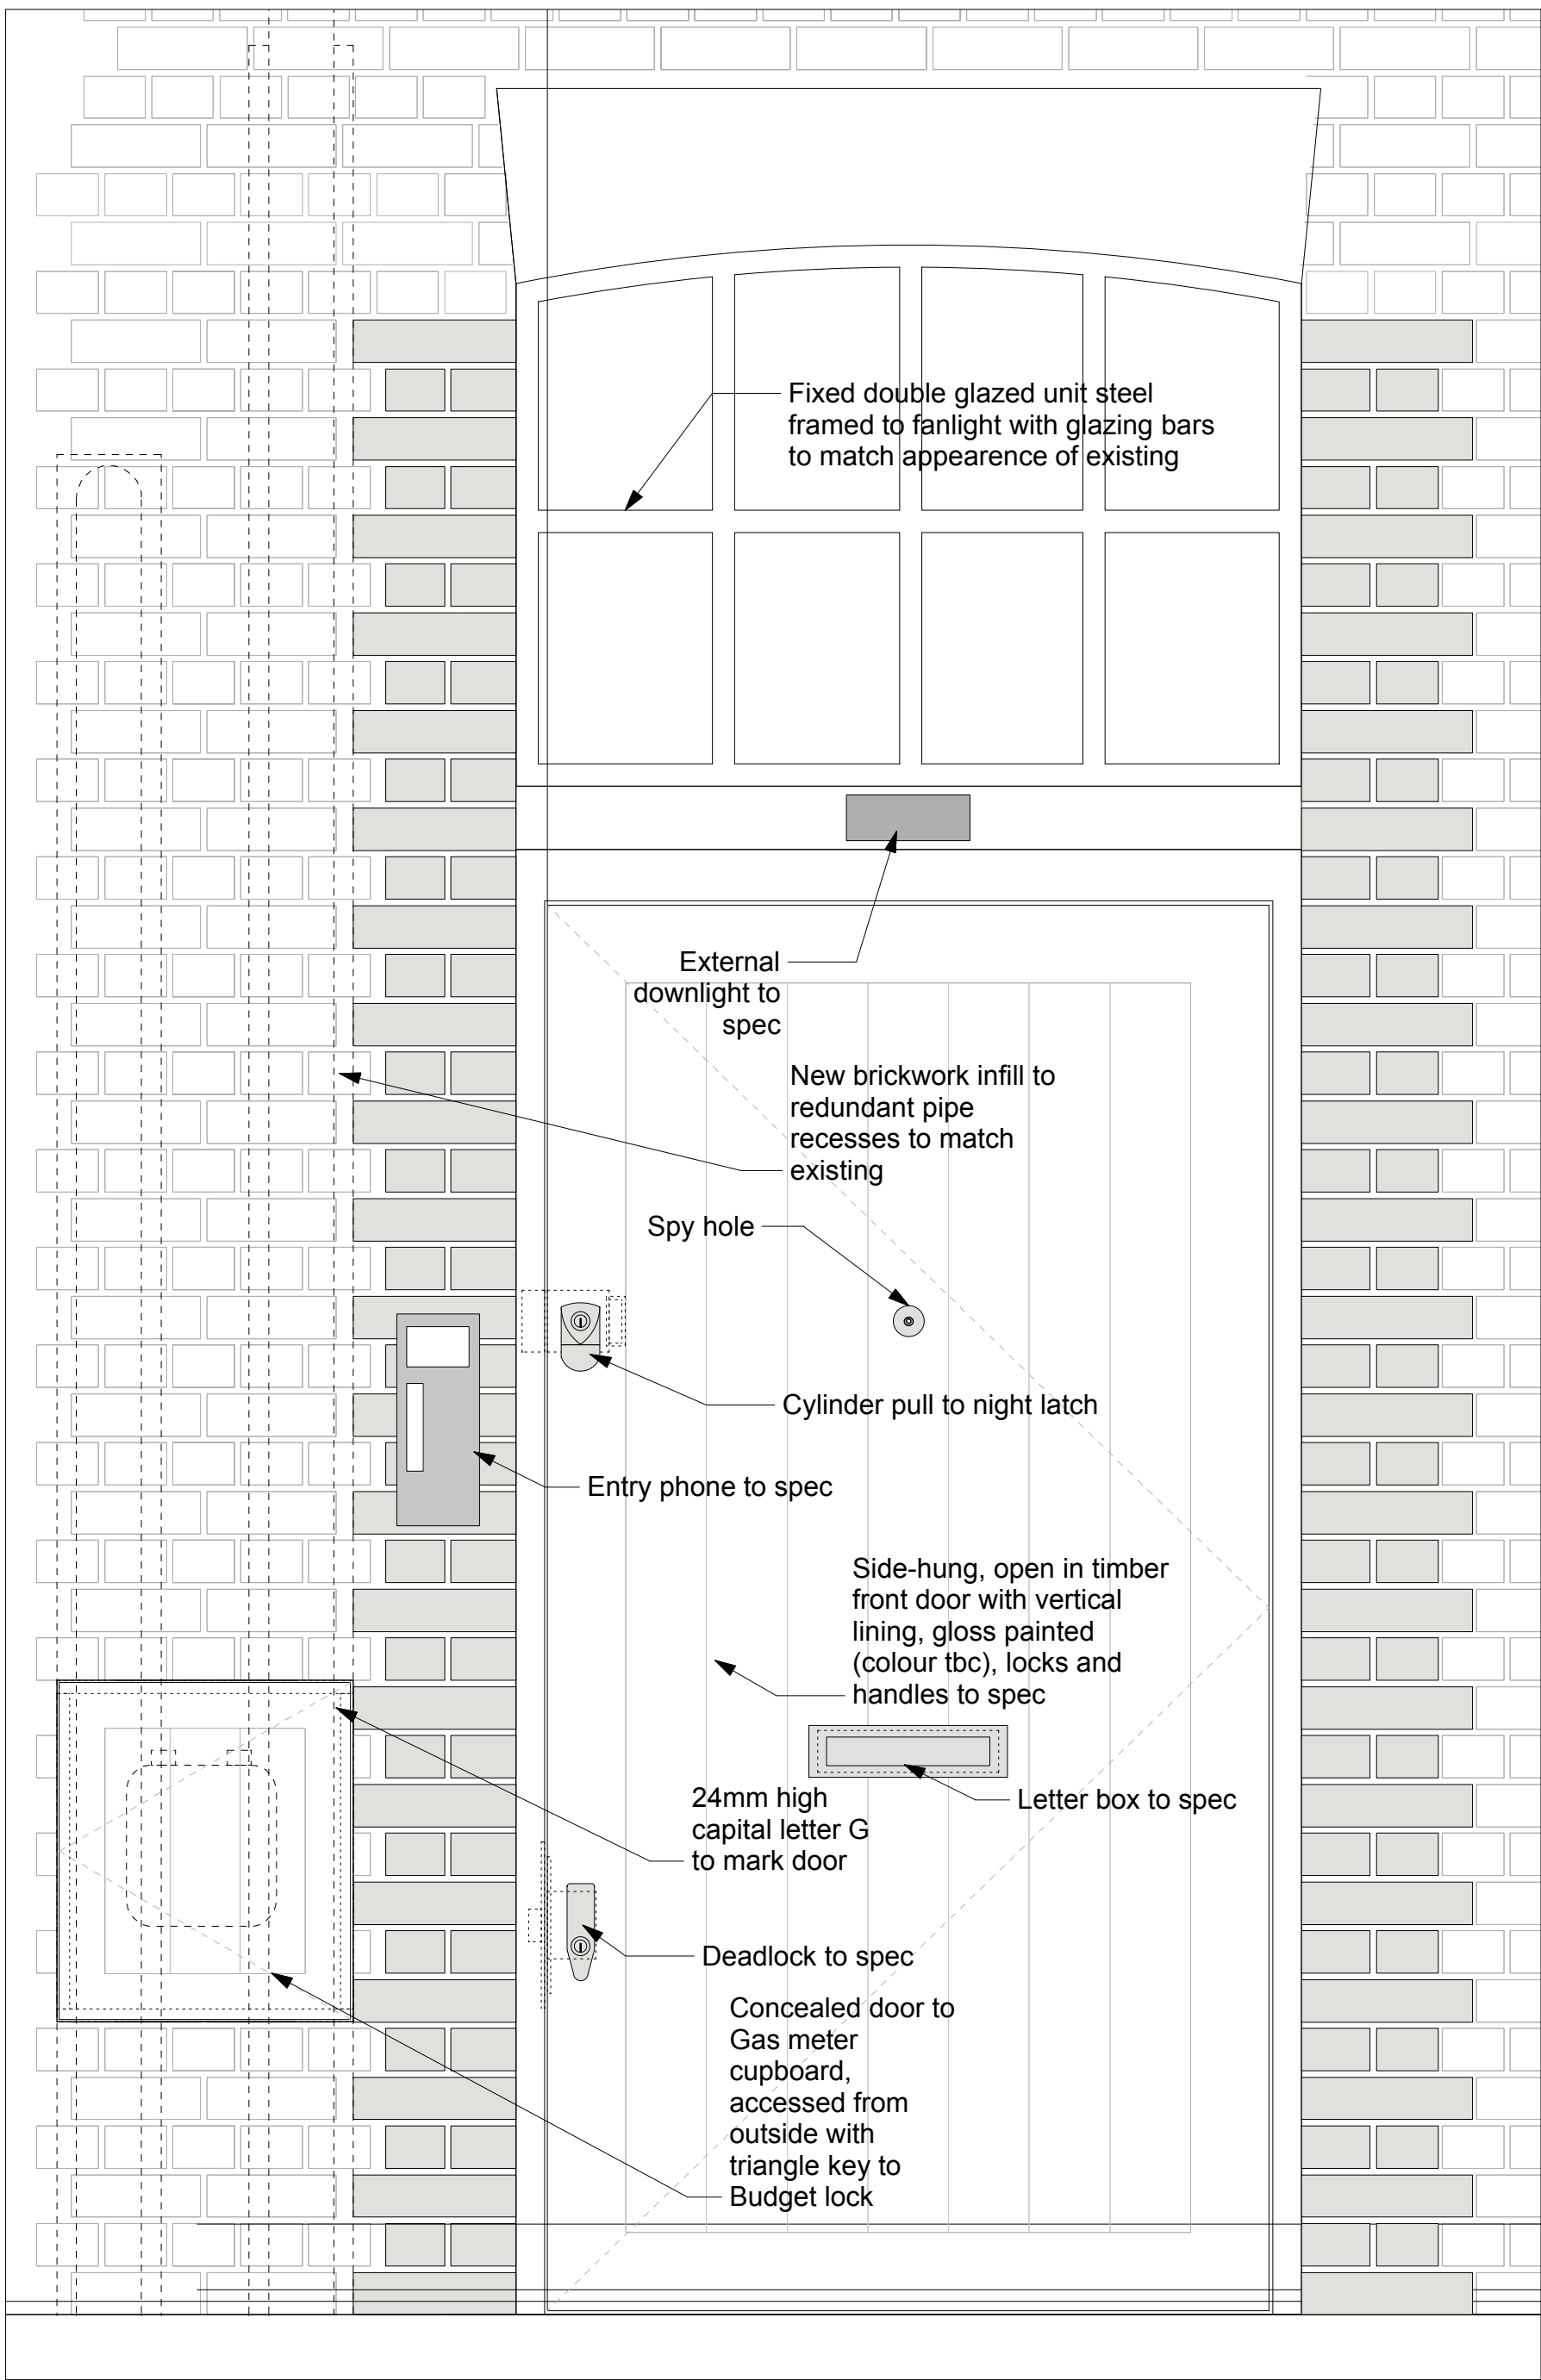 Fixed double glazed unit steel
framed to fanlight with glazing bars
to match appearence of existing
External
downlight to
spec
New brickwork infill to
redundant pipe
recesses to match
existing
Spy hole
Cylinder pull to night latch
Entry phone to spec
Side-hung, open in timber
front door with vertical
lining, gloss painted
(colour tbc), locks and
handles to spec
24mm high
capital letter G
to mark door
Letter box to spec
Deadlock to spec
Concealed door to
Gas meter
cupboard,
accessed from
outside with
triangle key to
Budget lock